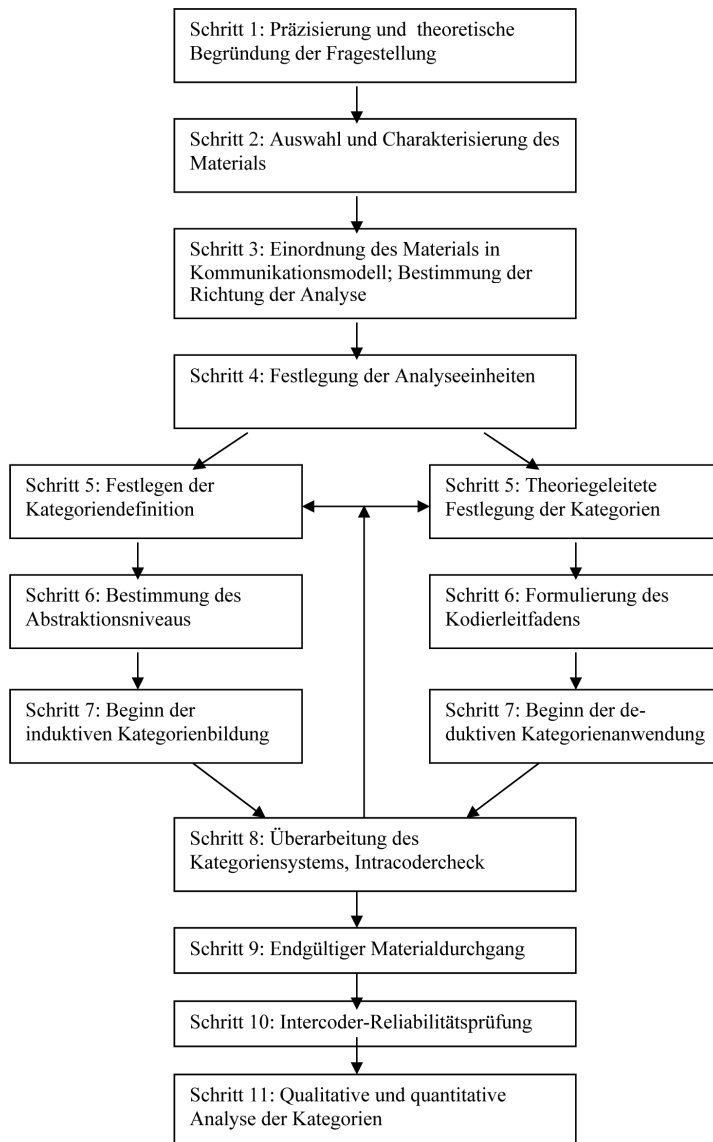 Schritt 1: Präzisierung und theoretische
Begründung der Fragestellung
Schritt 2: Auswahl und Charakterisierung des
Materials
Schritt 3: Einordnung des Materials in
Kommunikationsmodell; Bestimmung der
Richtung der Analyse
Schritt 4: Festlegung der Analyseeinheiten
Schritt 5: Festlegen der
Kategoriendefinition
Schritt 5: Theoriegeleitete
Festlegung der Kategorien
Schritt 6: Bestimmung des
Abstraktionsniveaus
Schritt 6: Formulierung des
Kodierleitfadens
Schritt 7: Beginn der
induktiven Kategorienbildung
Schritt 7: Beginn der de-
duktiven Kategorienanwendung
Schritt 8: Überarbeitung des
Kategoriensystems, Intracodercheck
Schritt 9: Endgültiger Materialdurchgang
Schritt 10: Intercoder-Reliabilitätsprüfung
Schritt 11: Qualitative und quantitative
Analyse der Kategorien